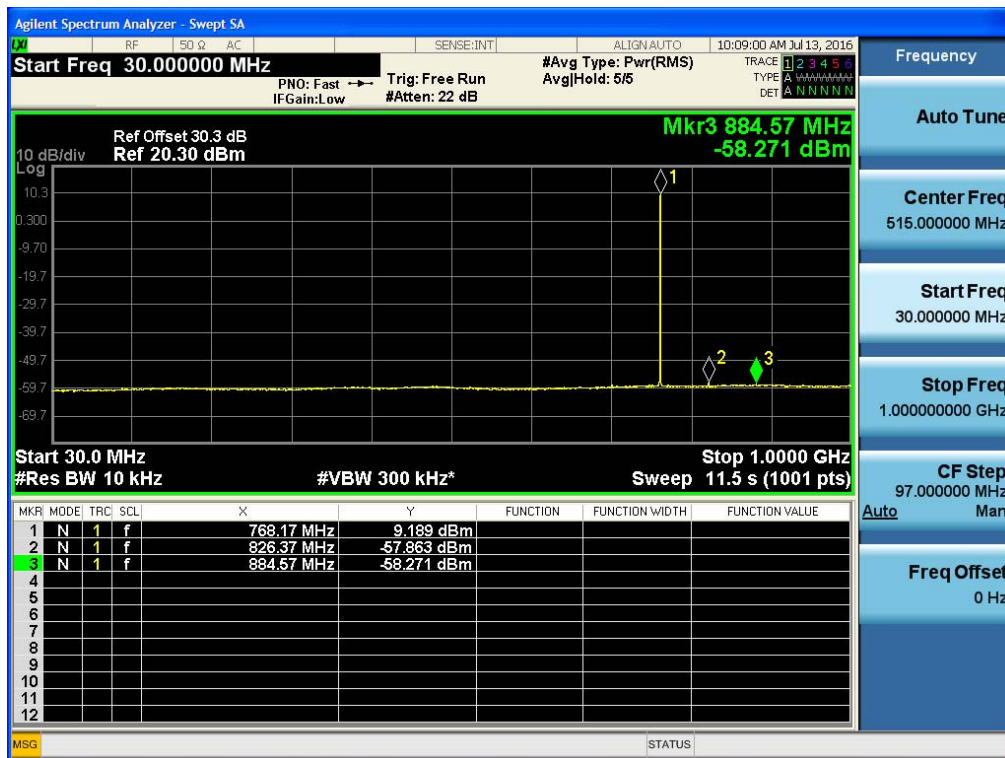 Agilent Spectrum Analyzer - Swept SA
LXI RF 50 Ω AC SENSE:INT ALIGN AUTO 10:09:00 AM Jul 13, 2016
Start Freq 30.000000 MHz
PNO: Fast
IFGain:Low
Trig: Free Run
#Atten: 22 dB
#Avg Type: Pwr(RMS)
Avg|Hold: 5/5
TRACE 1 2 3 4 5 6
TYPE A WWWWW
DET A N N N N N
Ref Offset 30.3 dB
10 dB/div Ref 20.30 dBm
Log
Mkr3 884.57 MHz
-58.271 dBm
10.3
0.300
-9.70
-19.7
-29.7
-39.7
-49.7
-59.7
-69.7
1
2
3
Start 30.0 MHz Stop 1.0000 GHz
#Res BW 10 kHz #VBW 300 kHz* Sweep 11.5 s (1001 pts)
MKR MODE TRC SCL X Y FUNCTION FUNCTION WIDTH FUNCTION VALUE
1 N 1 f 768.17 MHz 9.189 dBm
2 N 1 f 826.37 MHz -57.863 dBm
3 N 1 f 884.57 MHz -58.271 dBm
4
5
6
7
8
9
10
11
12
MSG STATUS
Frequency
Auto Tune
Center Freq
515.000000 MHz
Start Freq
30.000000 MHz
Stop Freq
1.000000000 GHz
CF Step
97.000000 MHz
Auto Man
Freq Offset
0 Hz